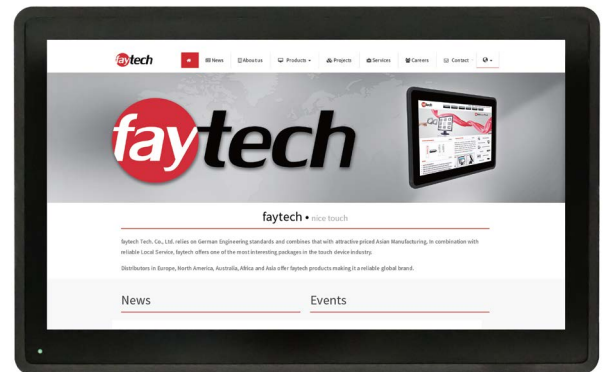 faytech
News About us Products Projects Services Careers Contact
faytech
faytech • nice touch
faytech Tech. Co., Ltd. relies on German Engineering standards and combines that with attractive priced Asian Manufacturing, In combination with
reliable Local Service, faytech offers one of the most interesting packages in the touch device industry.
Distributors in Europe, North America, Australia, Africa and Asia offer faytech products making it a reliable global brand.
News Events